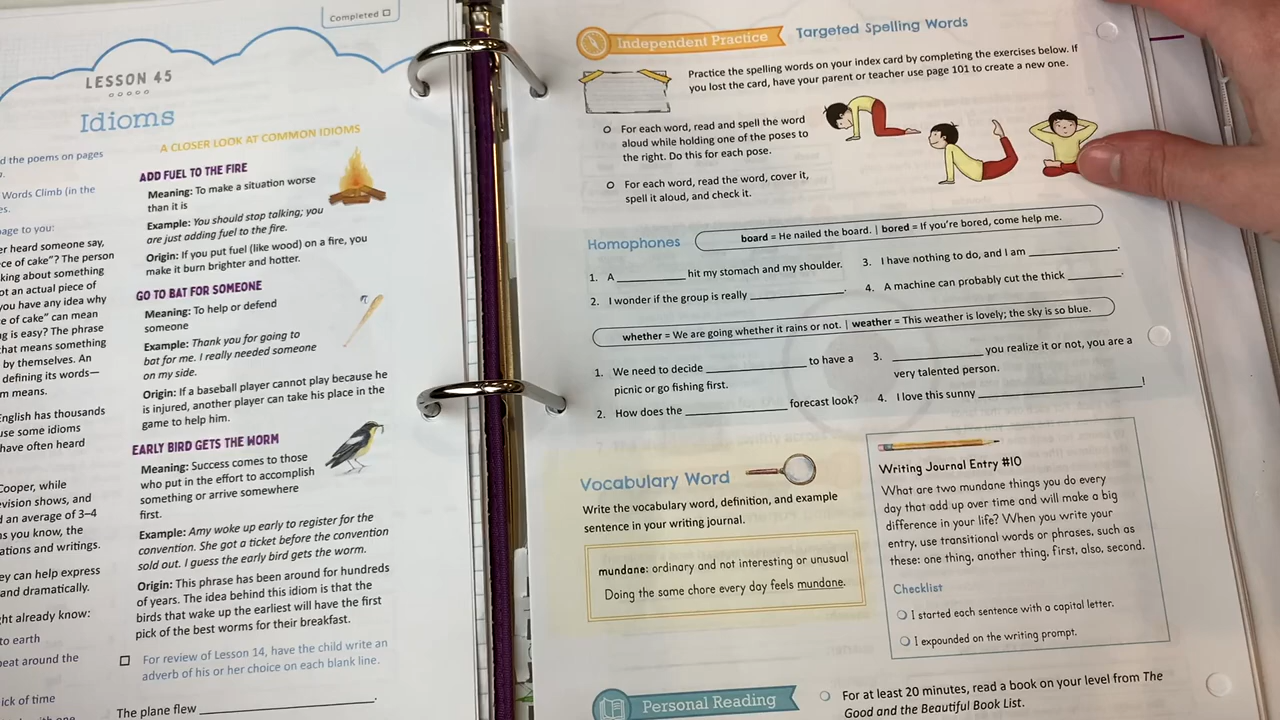 Completed
LESSON 45
Idioms
A CLOSER LOOK AT COMMON IDIOMS
d the poems on pages
Words Climb (in the
es.
page to you:
er heard someone say,
ce of cake"? The person
king about something
ot an actual piece of
you have any idea why
e of cake" can mean
ng is easy? The phrase
that means something
by themselves. An
defining its words—
m means.
English has thousands
use some idioms
have often heard
Cooper, while
evision shows, and
d an average of 3–4
ns you know, the
ations and writings.
ey can help express
and dramatically.
ht already know:
to earth
beat around the
ick of time
ADD FUEL TO THE FIRE
Meaning: To make a situation worse
than it is
Example: You should stop talking; you
are just adding fuel to the fire.
Origin: If you put fuel (like wood) on a fire, you
make it burn brighter and hotter.
GO TO BAT FOR SOMEONE
Meaning: To help or defend
someone
Example: Thank you for going to
bat for me. I really needed someone
on my side.
Origin: If a baseball player cannot play because he
is injured, another player can take his place in the
game to help him.
EARLY BIRD GETS THE WORM
Meaning: Success comes to those
who put in the effort to accomplish
something or arrive somewhere
first.
Example: Amy woke up early to register for the
convention. She got a ticket before the convention
sold out. I guess the early bird gets the worm.
Origin: This phrase has been around for hundreds
of years. The idea behind this idiom is that the
birds that wake up the earliest will have the first
pick of the best worms for their breakfast.
For review of Lesson 14, have the child write an
adverb of his or her choice on each blank line.
The plane flew ____________.
Independent Practice Targeted Spelling Words
Practice the spelling words on your index card by completing the exercises below. If
you lost the card, have your parent or teacher use page 101 to create a new one.
For each word, read and spell the word
aloud while holding one of the poses to
the right. Do this for each pose.
For each word, read the word, cover it,
spell it aloud, and check it.
Homophones
board = He nailed the board. | bored = If you're bored, come help me.
1. A ____________ hit my stomach and my shoulder.
2. I wonder if the group is really ____________.
3. I have nothing to do, and I am ____________.
4. A machine can probably cut the thick ____________.
whether = We are going whether it rains or not. | weather = This weather is lovely; the sky is so blue.
1. We need to decide ____________ to have a
picnic or go fishing first.
2. How does the ____________ forecast look?
3. ____________ you realize it or not, you are a
very talented person.
4. I love this sunny ____________!
Vocabulary Word
Write the vocabulary word, definition, and example
sentence in your writing journal.
mundane: ordinary and not interesting or unusual
Doing the same chore every day feels mundane.
Writing Journal Entry #10
What are two mundane things you do every
day that add up over time and will make a big
difference in your life? When you write your
entry, use transitional words or phrases, such as
these: one thing, another thing, First, also, second.
Checklist
I started each sentence with a capital letter.
I expounded on the writing prompt.
Personal Reading
For at least 20 minutes, read a book on your level from The
Good and the Beautiful Book List.